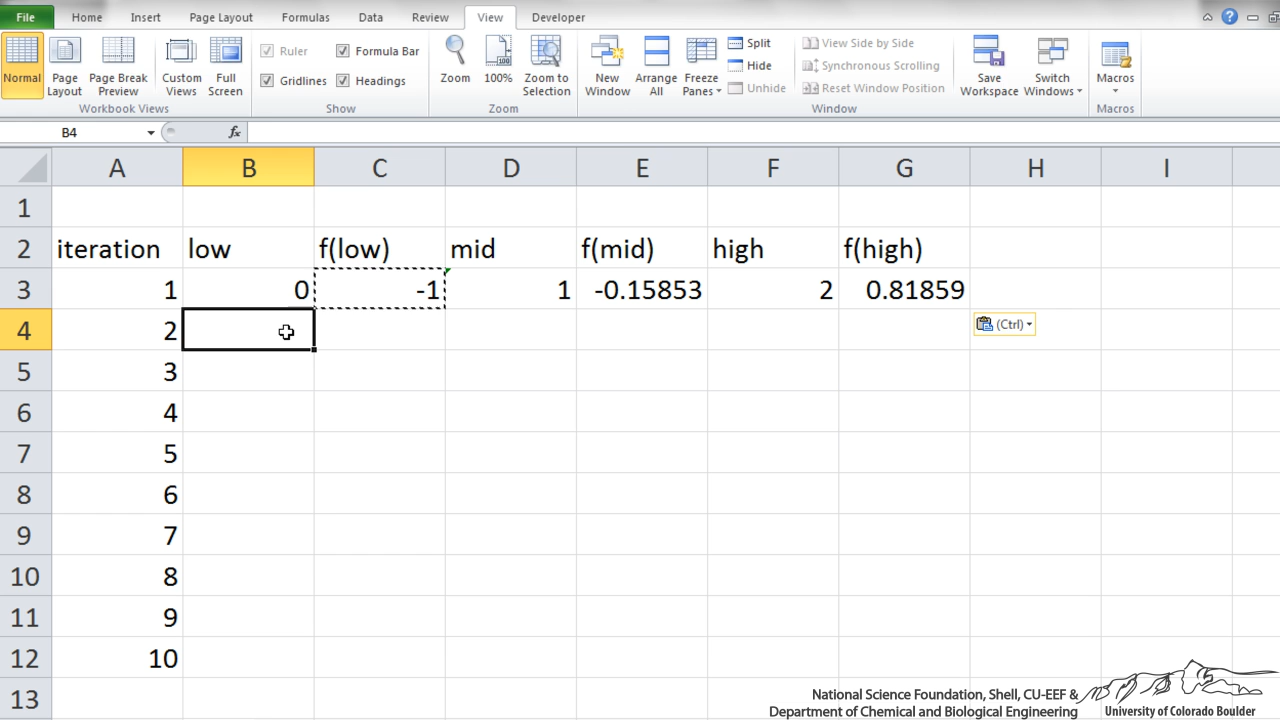 File Home Insert Page Layout Formulas Data Review View Developer
Normal Page Layout Page Break Preview Custom Views Full Screen
Workbook Views
Ruler Formula Bar
Gridlines Headings
Show
Zoom 100% Zoom to Selection
Zoom
New Window Arrange All Freeze Panes
Split View Side by Side
Hide Synchronous Scrolling
Unhide Reset Window Position
Save Workspace Switch Windows
Window
Macros
Macros
B4 fx
A B C D E F G H I
1
2 iteration low f(low) mid f(mid) high f(high)
3 1 0 -1 1 -0.15853 2 0.81859
4 2 (Ctrl)
5 3
6 4
7 5
8 6
9 7
10 8
11 9
12 10
13
National Science Foundation, Shell, CU-EEF &
Department of Chemical and Biological Engineering
University of Colorado Boulder